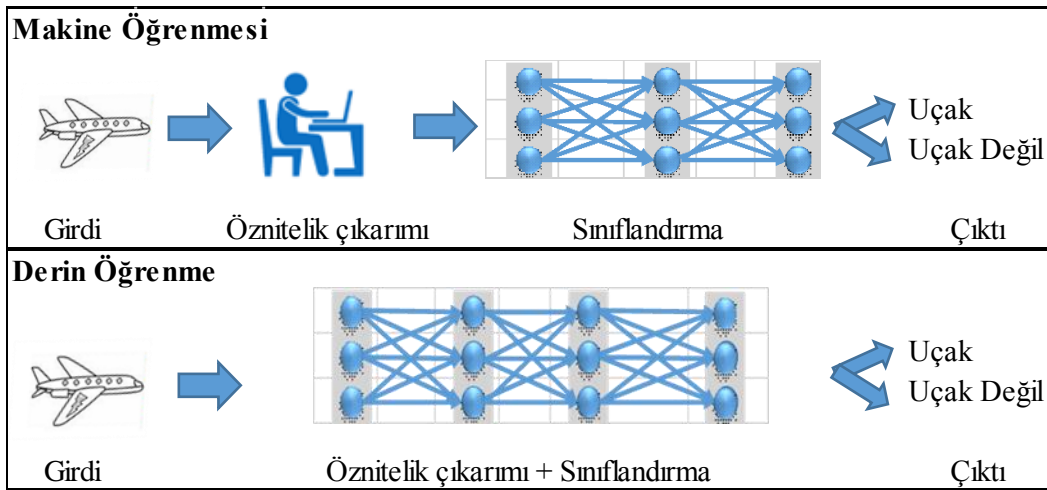 Makine Öğrenmesi
Uçak
Uçak Değil
Girdi Öznitelik çıkarımı Sınıflandırma Çıktı
Derin Öğrenme
Uçak
Uçak Değil
Girdi Öznitelik çıkarımı + Sınıflandırma Çıktı